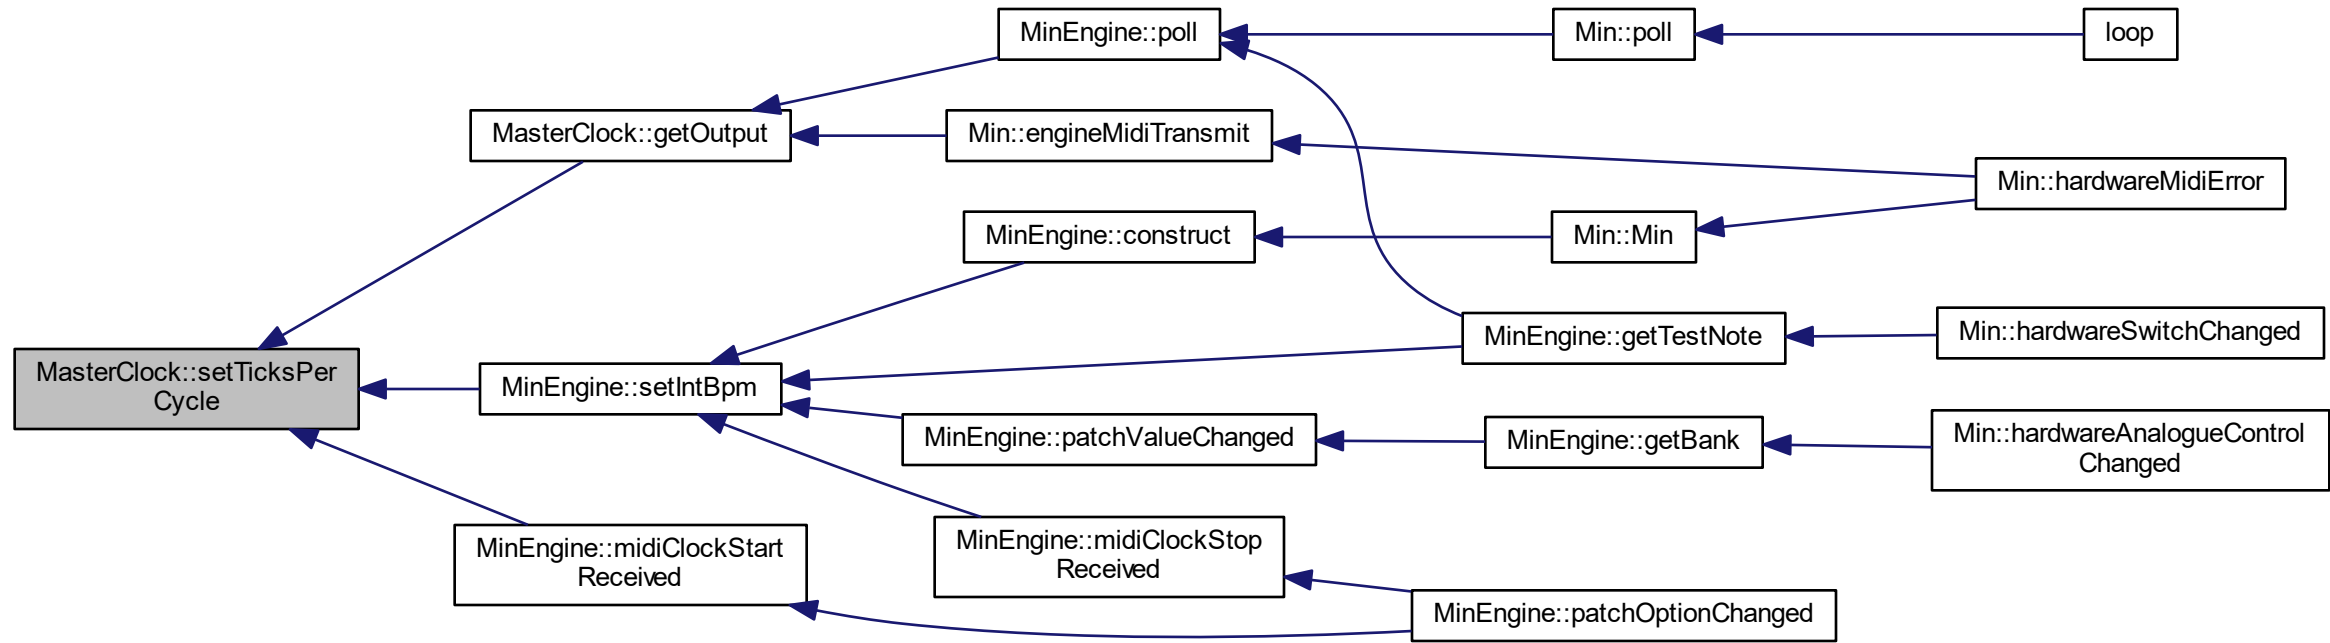 MinEngine::poll
Min::poll
loop
MasterClock::getOutput
Min::engineMidiTransmit
Min::hardwareMidiError
MinEngine::construct
Min::Min
MinEngine::getTestNote
Min::hardwareSwitchChanged
MasterClock::setTicksPer
Cycle
MinEngine::setIntBpm
MinEngine::patchValueChanged
MinEngine::getBank
Min::hardwareAnalogueControl
Changed
MinEngine::midiClockStart
Received
MinEngine::midiClockStop
Received
MinEngine::patchOptionChanged